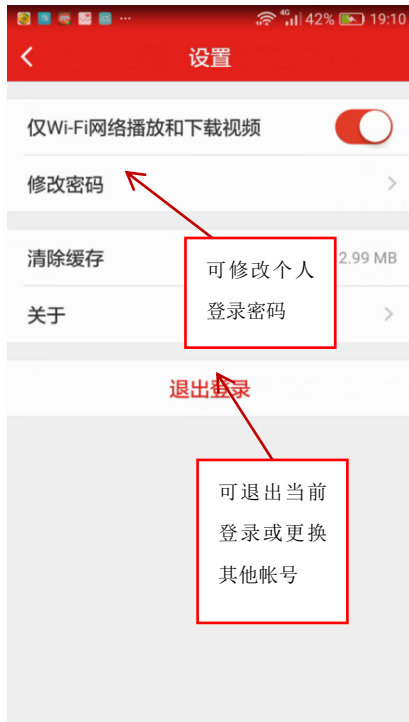 4G 42% 19:10
设置
仅Wi-Fi网络播放和下载视频
修改密码
清除缓存 2.99 MB
可修改个人
登录密码
关于
退出登录
可退出当前
登录或更换
其他帐号